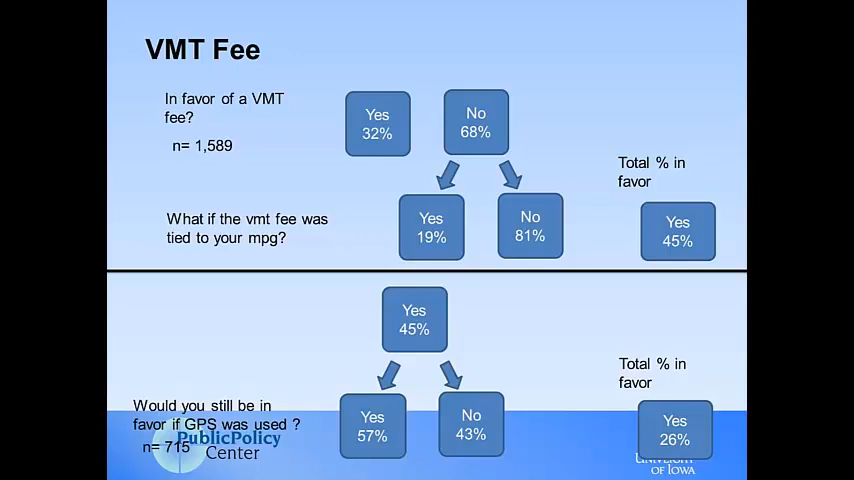 VMT Fee
In favor of a VMT
fee?
n= 1,589
Yes
32%
No
68%
What if the vmt fee was
tied to your mpg?
Yes
19%
No
81%
Total % in
favor
Yes
45%
Yes
45%
Would you still be in
favor if GPS was used ?
n= 715
Yes
57%
No
43%
Total % in
favor
Yes
26%
PublicPolicy
Center
UNIVERSITY
OF IOWA